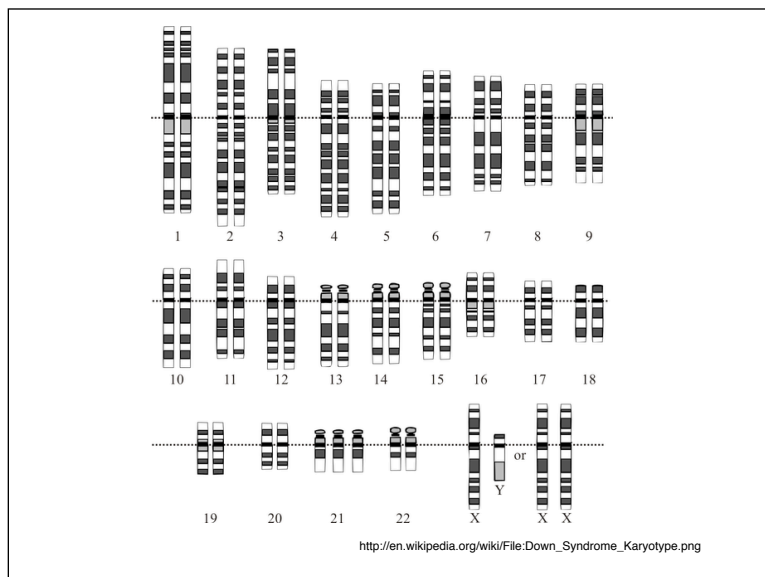 1 2 3 4 5 6 7 8 9
10 11 12 13 14 15 16 17 18
or
Y
19 20 21 22 X X X
http://en.wikipedia.org/wiki/File:Down_Syndrome_Karyotype.png